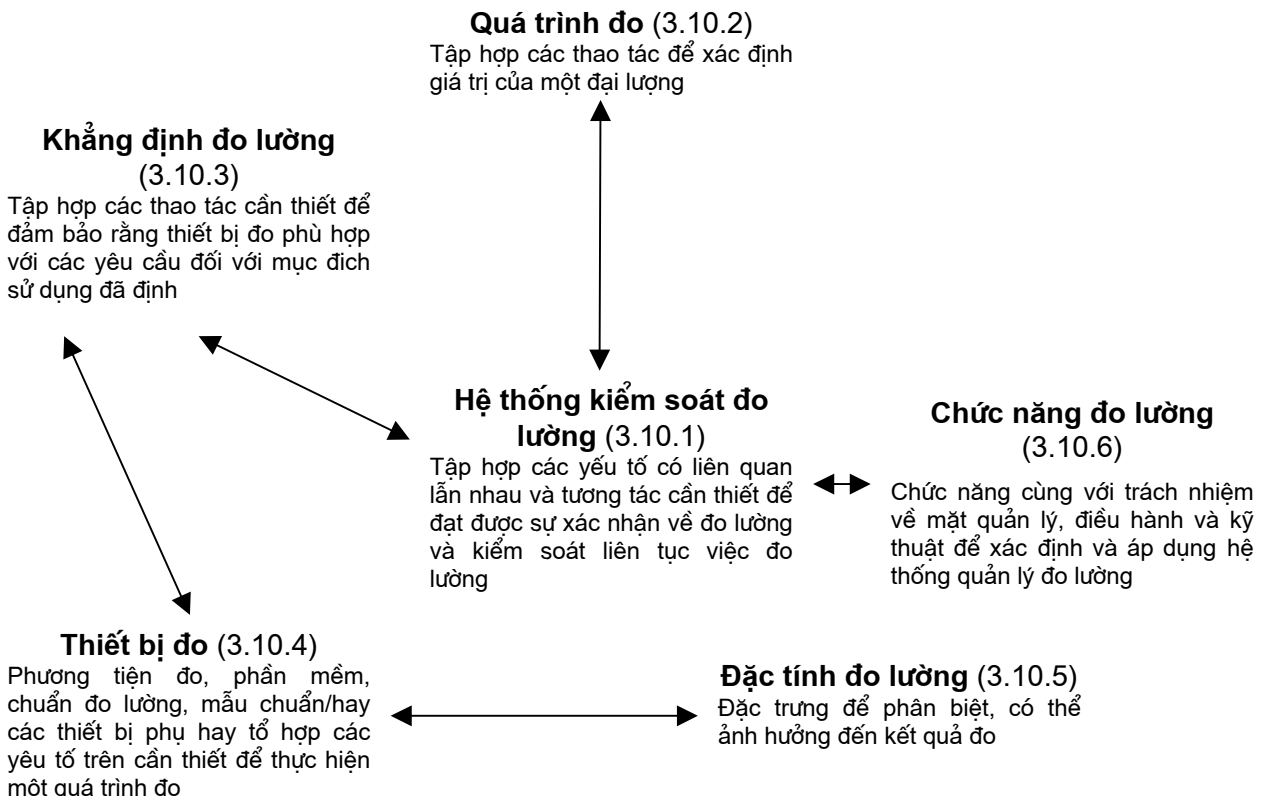 Quá trình đo (3.10.2)
Tập hợp các thao tác để xác định
giá trị của một đại lượng
Khẳng định đo lường
(3.10.3)
Tập hợp các thao tác cần thiết để
đảm bảo rằng thiết bị đo phù hợp
với các yêu cầu đối với mục đich
sử dụng đã định
Hệ thống kiểm soát đo
lường (3.10.1)
Tập hợp các yếu tố có liên quan
lẫn nhau và tương tác cần thiết để
đạt được sự xác nhận về đo lường
và kiểm soát liên tục việc đo
lường
Chức năng đo lường
(3.10.6)
Chức năng cùng với trách nhiệm
về mặt quản lý, điều hành và kỹ
thuật để xác định và áp dụng hệ
thống quản lý đo lường
Thiết bị đo (3.10.4)
Phương tiện đo, phần mềm,
chuẩn đo lường, mẫu chuẩn/hay
các thiết bị phụ hay tổ hợp các
yêu tố trên cần thiết để thực hiện
một quá trình đo
Đặc tính đo lường (3.10.5)
Đặc trưng để phân biệt, có thể
ảnh hưởng đến kết quả đo